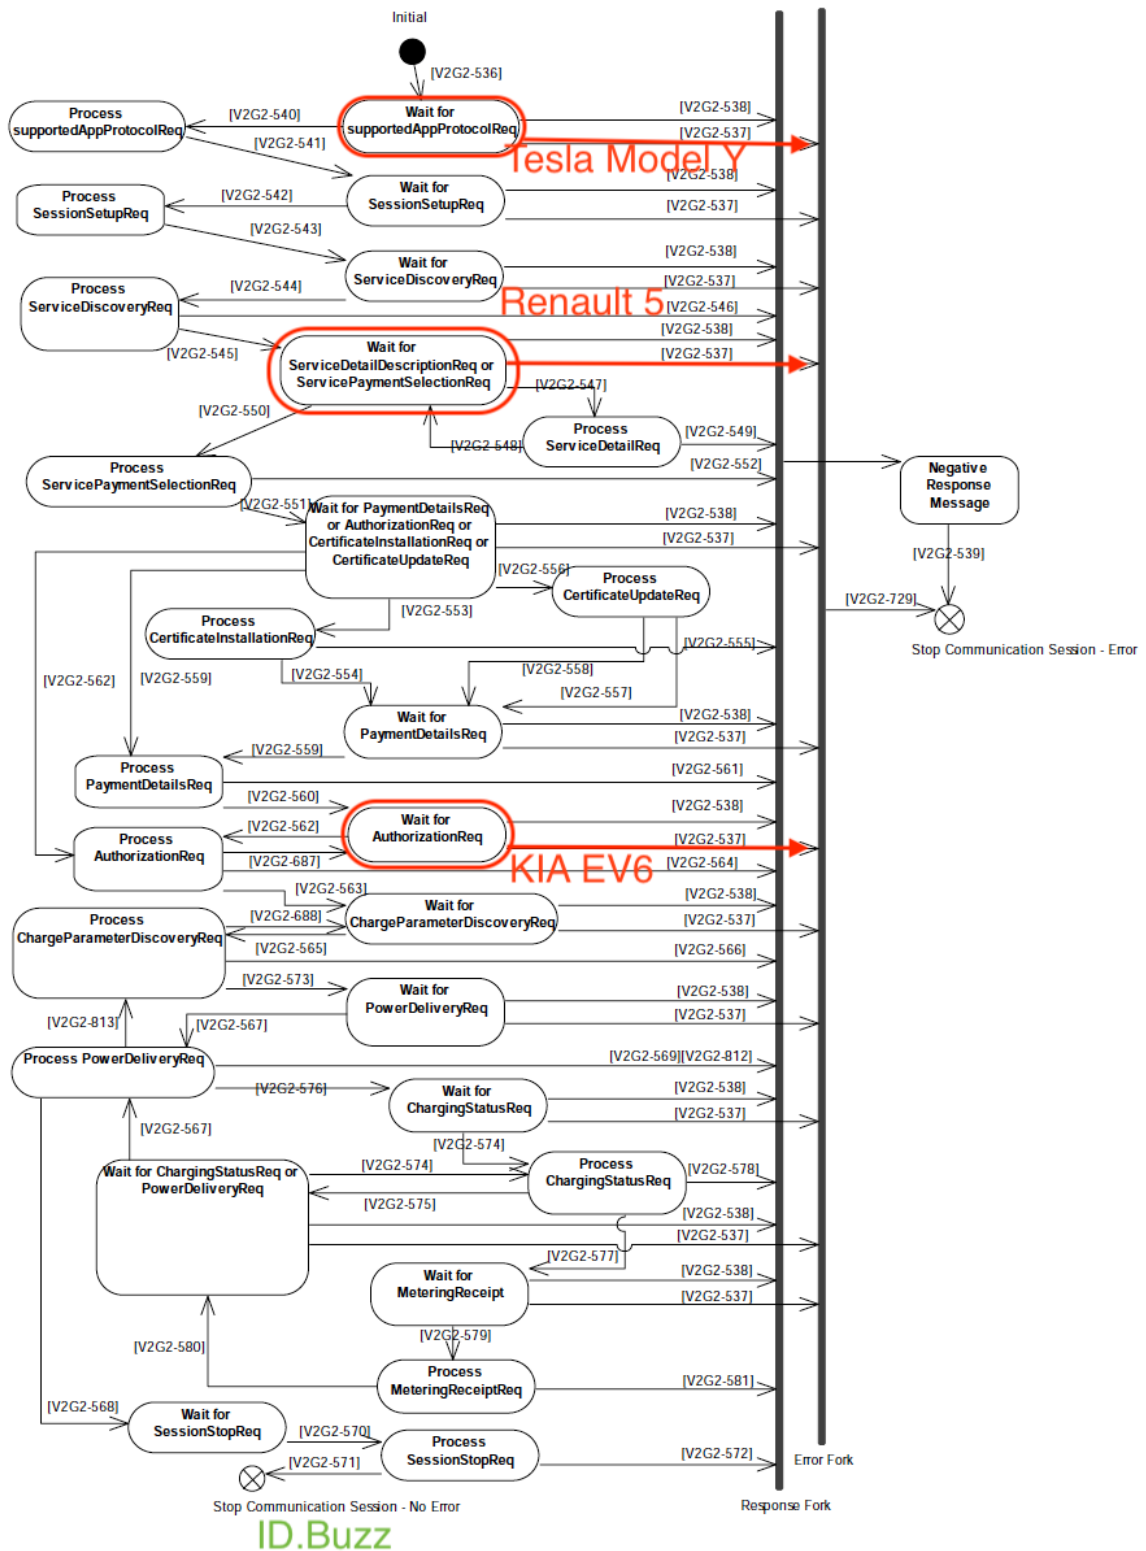 Initial
[V2G2-536]
Process
supportedAppProtocolReq
[V2G2-540]
Wait for
supportedAppProtocolReq
[V2G2-538]
[V2G2-537]
Tesla Model Y
[V2G2-541]
Process
SessionSetupReq
[V2G2-542]
Wait for
SessionSetupReq
[V2G2-538]
[V2G2-537]
[V2G2-543]
Wait for
ServiceDiscoveryReq
[V2G2-538]
[V2G2-537]
Process
ServiceDiscoveryReq
[V2G2-544]
Renault 5
[V2G2-546]
[V2G2-538]
[V2G2-545]
Wait for
ServiceDetailDescriptionReq or
ServicePaymentSelectionReq
[V2G2-537]
[V2G2-547]
[V2G2-550]
Process
ServiceDetailReq
[V2G2-548]
[V2G2-549]
Process
ServicePaymentSelectionReq
[V2G2-552]
Negative
Response
Message
[V2G2-551]
Wait for PaymentDetailsReq
or AuthorizationReq or
CertificateInstallationReq or
CertificateUpdateReq
[V2G2-538]
[V2G2-537]
[V2G2-539]
[V2G2-556]
Process
CertificateUpdateReq
[V2G2-553]
[V2G2-729]
Process
CertificateInstallationReq
[V2G2-555]
Stop Communication Session - Error
[V2G2-562]
[V2G2-559]
[V2G2-554]
[V2G2-558]
[V2G2-557]
Wait for
PaymentDetailsReq
[V2G2-538]
[V2G2-537]
[V2G2-559]
Process
PaymentDetailsReq
[V2G2-561]
[V2G2-560]
Wait for
AuthorizationReq
[V2G2-538]
[V2G2-562]
Process
AuthorizationReq
[V2G2-537]
[V2G2-687]
[V2G2-564]
KIA EV6
[V2G2-563]
Wait for
ChargeParameterDiscoveryReq
[V2G2-538]
[V2G2-537]
Process
ChargeParameterDiscoveryReq
[V2G2-688]
[V2G2-565]
[V2G2-566]
[V2G2-573]
Wait for
PowerDeliveryReq
[V2G2-538]
[V2G2-537]
[V2G2-813]
[V2G2-567]
Process PowerDeliveryReq
[V2G2-569][V2G2-812]
[V2G2-576]
Wait for
ChargingStatusReq
[V2G2-538]
[V2G2-537]
[V2G2-567]
[V2G2-574]
Wait for ChargingStatusReq or
PowerDeliveryReq
[V2G2-574]
Process
ChargingStatusReq
[V2G2-578]
[V2G2-575]
[V2G2-538]
[V2G2-537]
[V2G2-577]
Wait for
MeteringReceipt
[V2G2-538]
[V2G2-537]
[V2G2-579]
[V2G2-580]
Process
MeteringReceiptReq
[V2G2-581]
[V2G2-568]
Wait for
SessionStopReq
[V2G2-570]
Process
SessionStopReq
[V2G2-572]
[V2G2-571]
Error Fork
Stop Communication Session - No Error
Response Fork
ID.Buzz